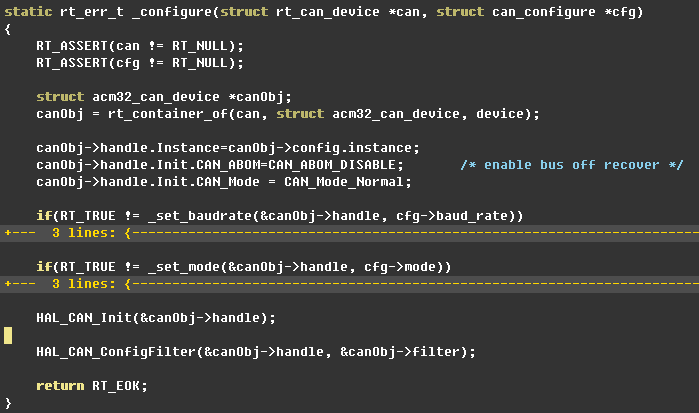 static rt_err_t _configure(struct rt_can_device *can, struct can_configure *cfg)
{
    RT_ASSERT(can != RT_NULL);
    RT_ASSERT(cfg != RT_NULL);

    struct acm32_can_device *canObj;
    canObj = rt_container_of(can, struct acm32_can_device, device);

    canObj->handle.Instance=canObj->config.instance;
    canObj->handle.Init.CAN_ABOM=CAN_ABOM_DISABLE;       /* enable bus off recover */
    canObj->handle.Init.CAN_Mode = CAN_Mode_Normal;

    if(RT_TRUE != _set_baudrate(&canObj->handle, cfg->baud_rate))
+---  3 lines: {-----------------------------------------------------------------------

    if(RT_TRUE != _set_mode(&canObj->handle, cfg->mode))
+---  3 lines: {-----------------------------------------------------------------------

    HAL_CAN_Init(&canObj->handle);

    HAL_CAN_ConfigFilter(&canObj->handle, &canObj->filter);

    return RT_EOK;
}